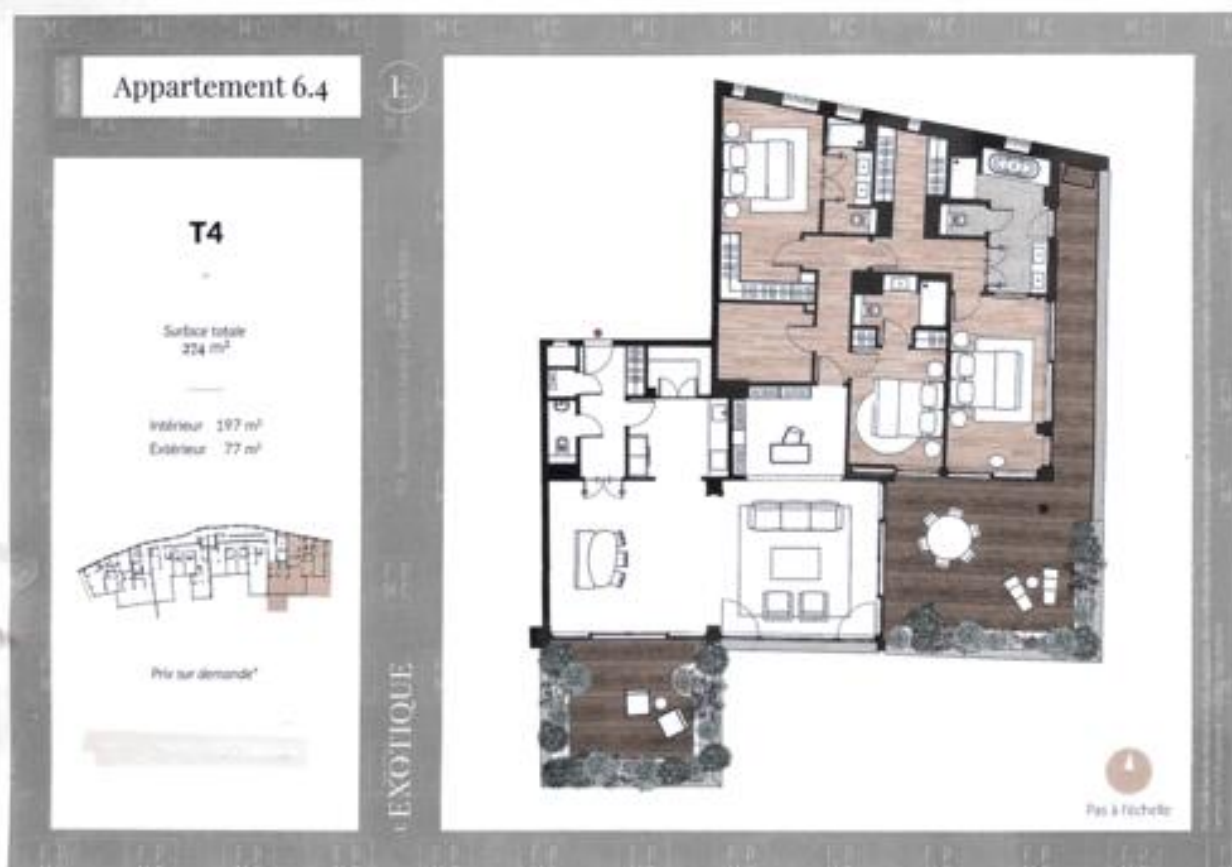 Appartement 6.4
T4
Surface totale
274 m²
Intérieur 197 m²
Extérieur 77 m²
Prix sur demande*
L'EXOTIQUE
Pas à l'échelle